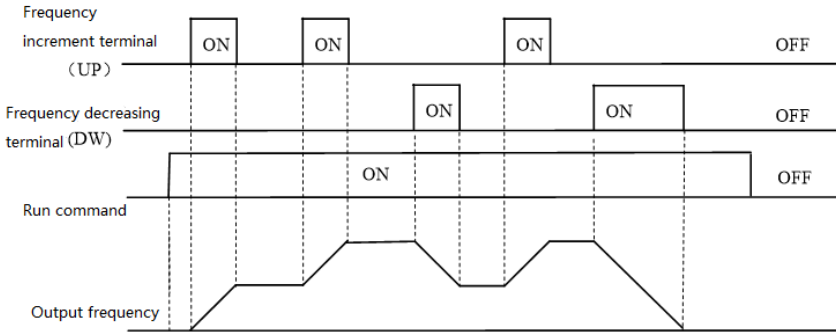 Frequency
increment terminal
(UP)
ON
ON
ON
OFF
Frequency decreasing
terminal (DW)
ON
ON
OFF
ON
OFF
Run command
Output frequency